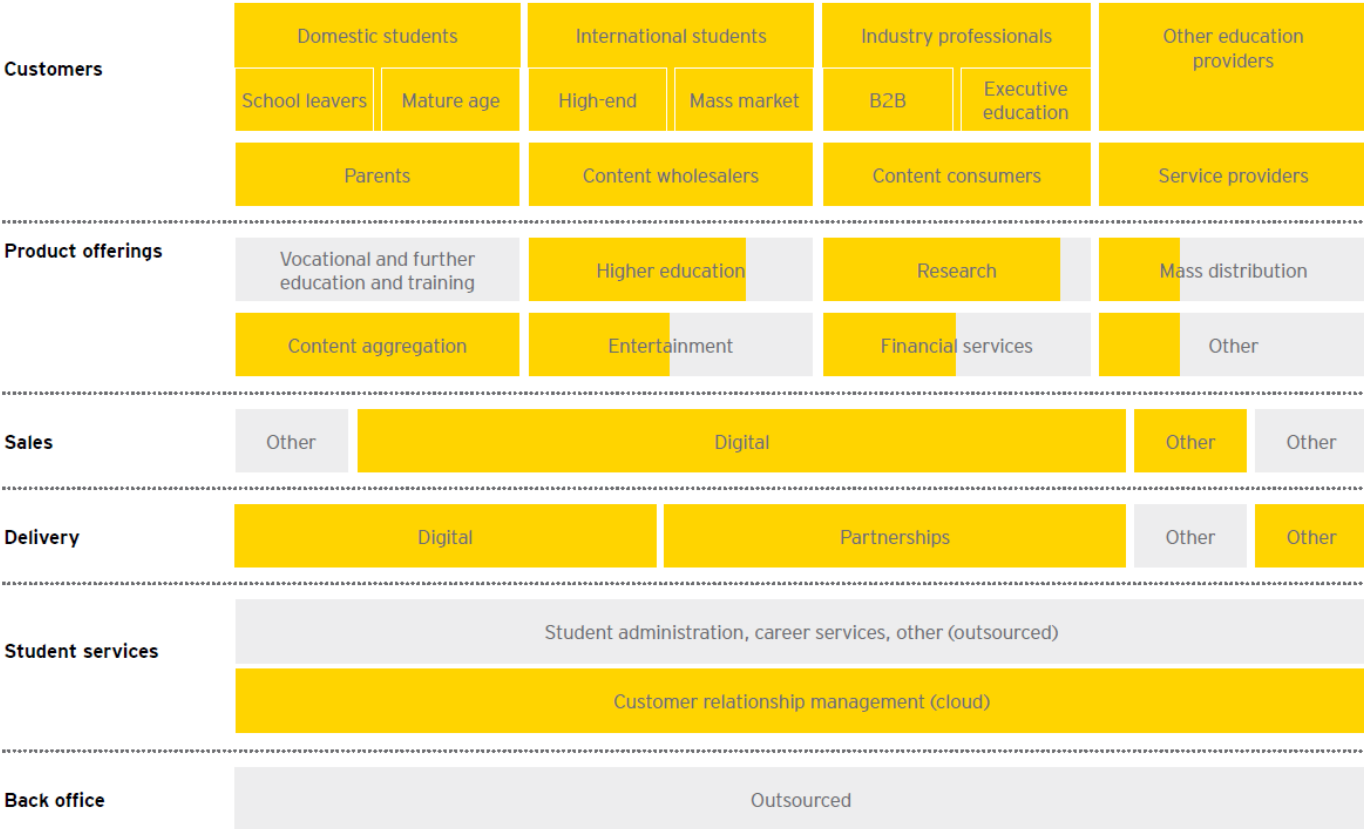 Customers
Domestic students
International students
Industry professionals
Other education
providers
School leavers
Mature age
High-end
Mass market
B2B
Executive
education
Parents
Content wholesalers
Content consumers
Service providers
Product offerings
Vocational and further
education and training
Higher education
Research
Mass distribution
Content aggregation
Entertainment
Financial services
Other
Sales
Other
Digital
Other
Other
Delivery
Digital
Partnerships
Other
Other
Student services
Student administration, career services, other (outsourced)
Customer relationship management (cloud)
Back office
Outsourced